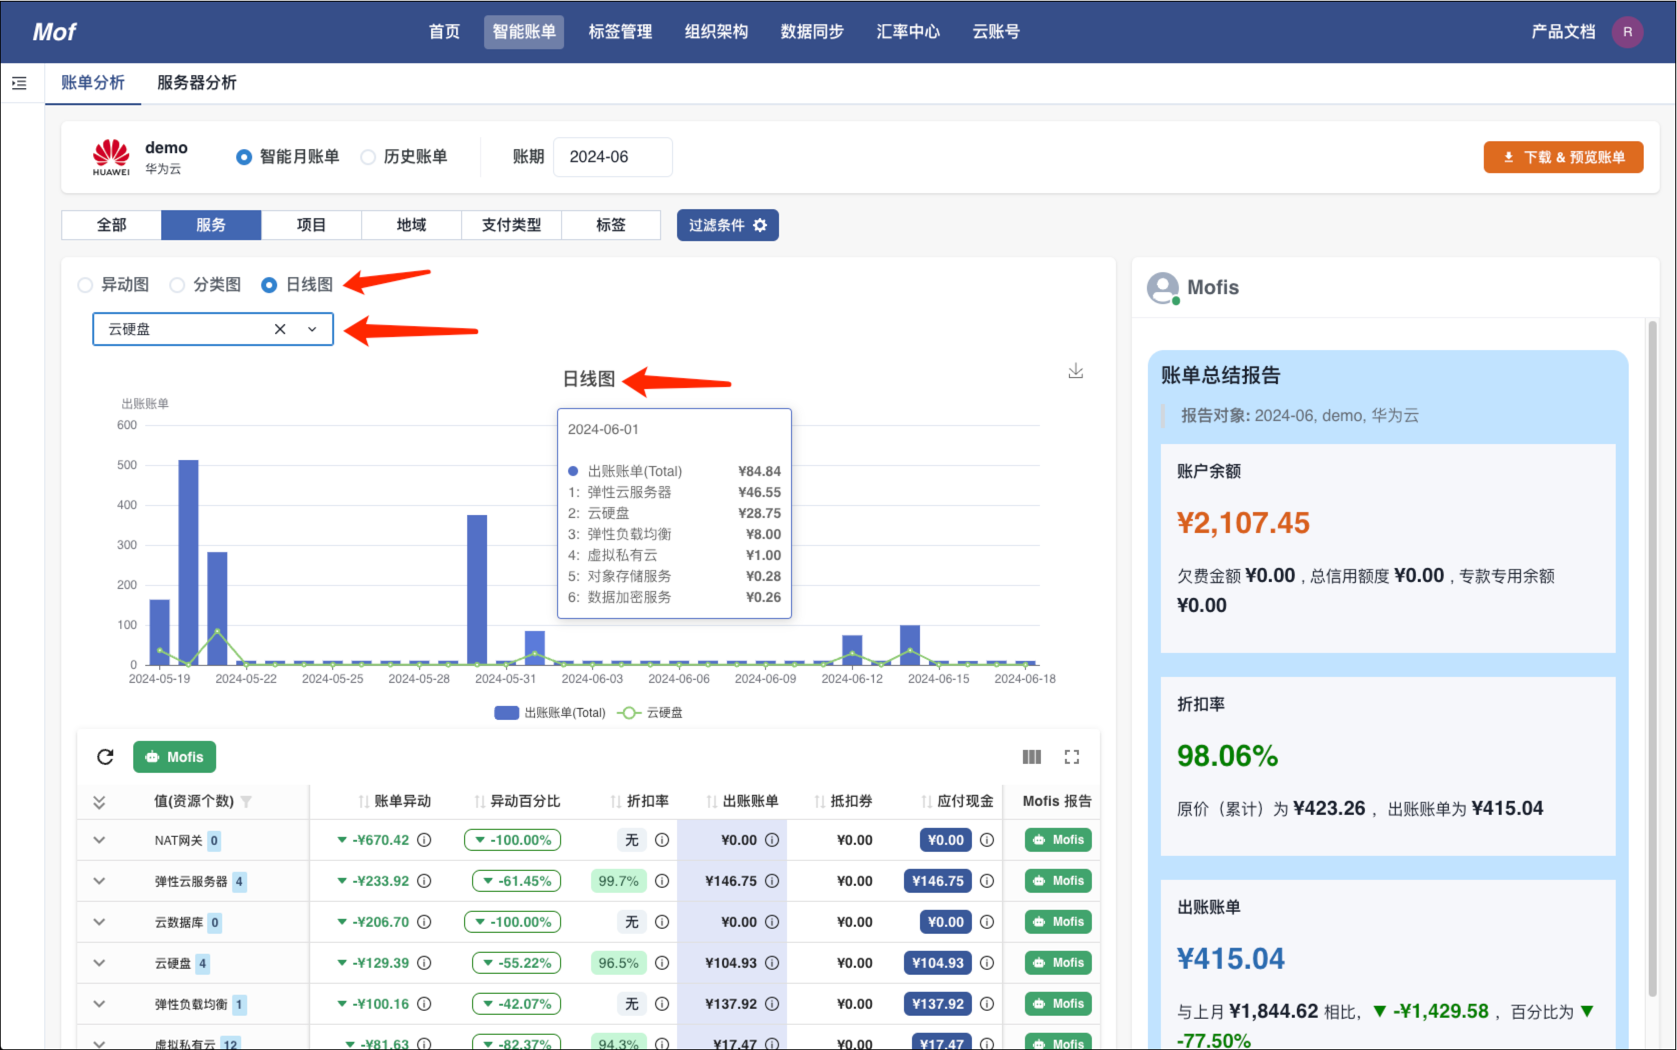 Mof
首页 智能账单 标签管理 组织架构 数据同步 汇率中心 云账号
产品文档 R
账单分析 服务器分析
HUAWEI
demo
华为云
智能月账单 历史账单 账期 2024-06
下载 & 预览账单
全部 服务 项目 地域 支付类型 标签 过滤条件
异动图 分类图 日线图
云硬盘
日线图
出账账单
600
500
400
300
200
100
0
2024-05-19 2024-05-22 2024-05-25 2024-05-28 2024-05-31 2024-06-03 2024-06-06 2024-06-09 2024-06-12 2024-06-15 2024-06-18
2024-06-01
出账账单(Total) ¥84.84
1: 弹性云服务器 ¥46.55
2: 云硬盘 ¥28.75
3: 弹性负载均衡 ¥8.00
4: 虚拟私有云 ¥1.00
5: 对象存储服务 ¥0.28
6: 数据加密服务 ¥0.26
出账账单(Total) 云硬盘
Mofis
值(资源个数) 账单异动 异动百分比 折扣率 出账账单 抵扣券 应付现金 Mofis 报告
NAT网关 0 -¥670.42 -100.00% 无 ¥0.00 ¥0.00 ¥0.00 Mofis
弹性云服务器 4 -¥233.92 -61.45% 99.7% ¥146.75 ¥0.00 ¥146.75 Mofis
云数据库 0 -¥206.70 -100.00% 无 ¥0.00 ¥0.00 ¥0.00 Mofis
云硬盘 4 -¥129.39 -55.22% 96.5% ¥104.93 ¥0.00 ¥104.93 Mofis
弹性负载均衡 1 -¥100.16 -42.07% 无 ¥137.92 ¥0.00 ¥137.92 Mofis
虚拟私有云 12 -¥81.63 -82.37% 94.3% ¥17.47 ¥0.00 ¥17.47 Mofis
Mofis
账单总结报告
报告对象: 2024-06, demo, 华为云
账户余额
¥2,107.45
欠费金额 ¥0.00 , 总信用额度 ¥0.00 , 专款专用余额
¥0.00
折扣率
98.06%
原价（累计）为 ¥423.26 ， 出账账单为 ¥415.04
出账账单
¥415.04
与上月 ¥1,844.62 相比， ▼ -¥1,429.58 ， 百分比为 ▼
-77.50%